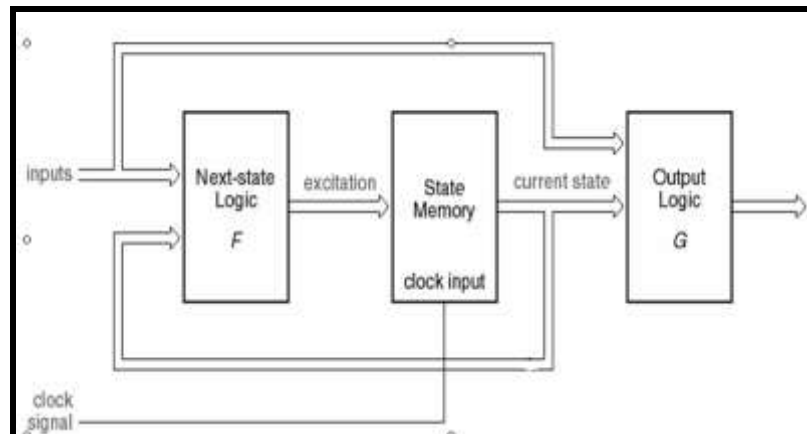 inputs
Next-state
Logic
F
excitation
State
Memory
clock input
current state
Output
Logic
G
clock
signal